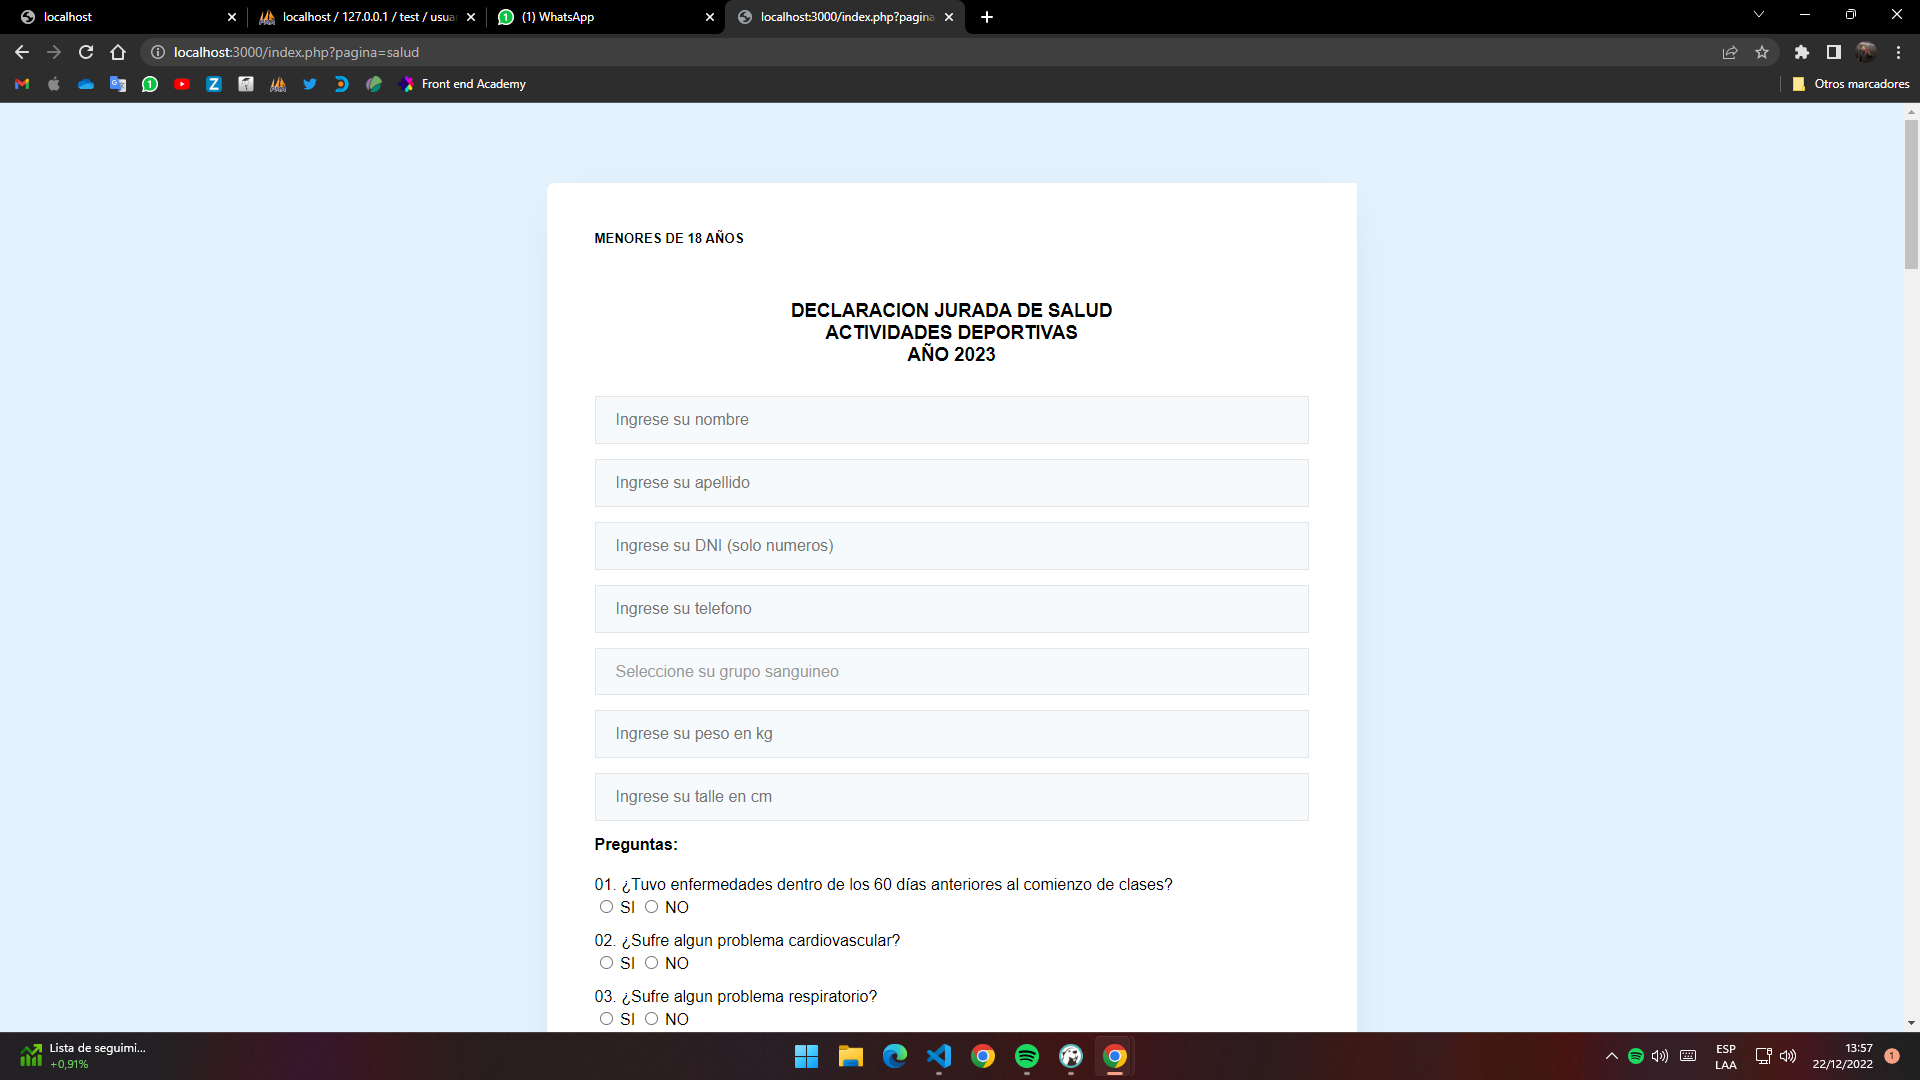 localhost
localhost / 127.0.0.1 / test / usua
(1) WhatsApp
localhost:3000/index.php?pagina
localhost:3000/index.php?pagina=salud
Front end Academy
Otros marcadores
MENORES DE 18 AÑOS
DECLARACION JURADA DE SALUD
ACTIVIDADES DEPORTIVAS
AÑO 2023
Ingrese su nombre
Ingrese su apellido
Ingrese su DNI (solo numeros)
Ingrese su telefono
Seleccione su grupo sanguineo
Ingrese su peso en kg
Ingrese su talle en cm
Preguntas:
01. ¿Tuvo enfermedades dentro de los 60 días anteriores al comienzo de clases?
SI NO
02. ¿Sufre algun problema cardiovascular?
SI NO
03. ¿Sufre algun problema respiratorio?
SI NO
Lista de seguimi...
+0,91%
ESP
LAA
13:57
22/12/2022
1